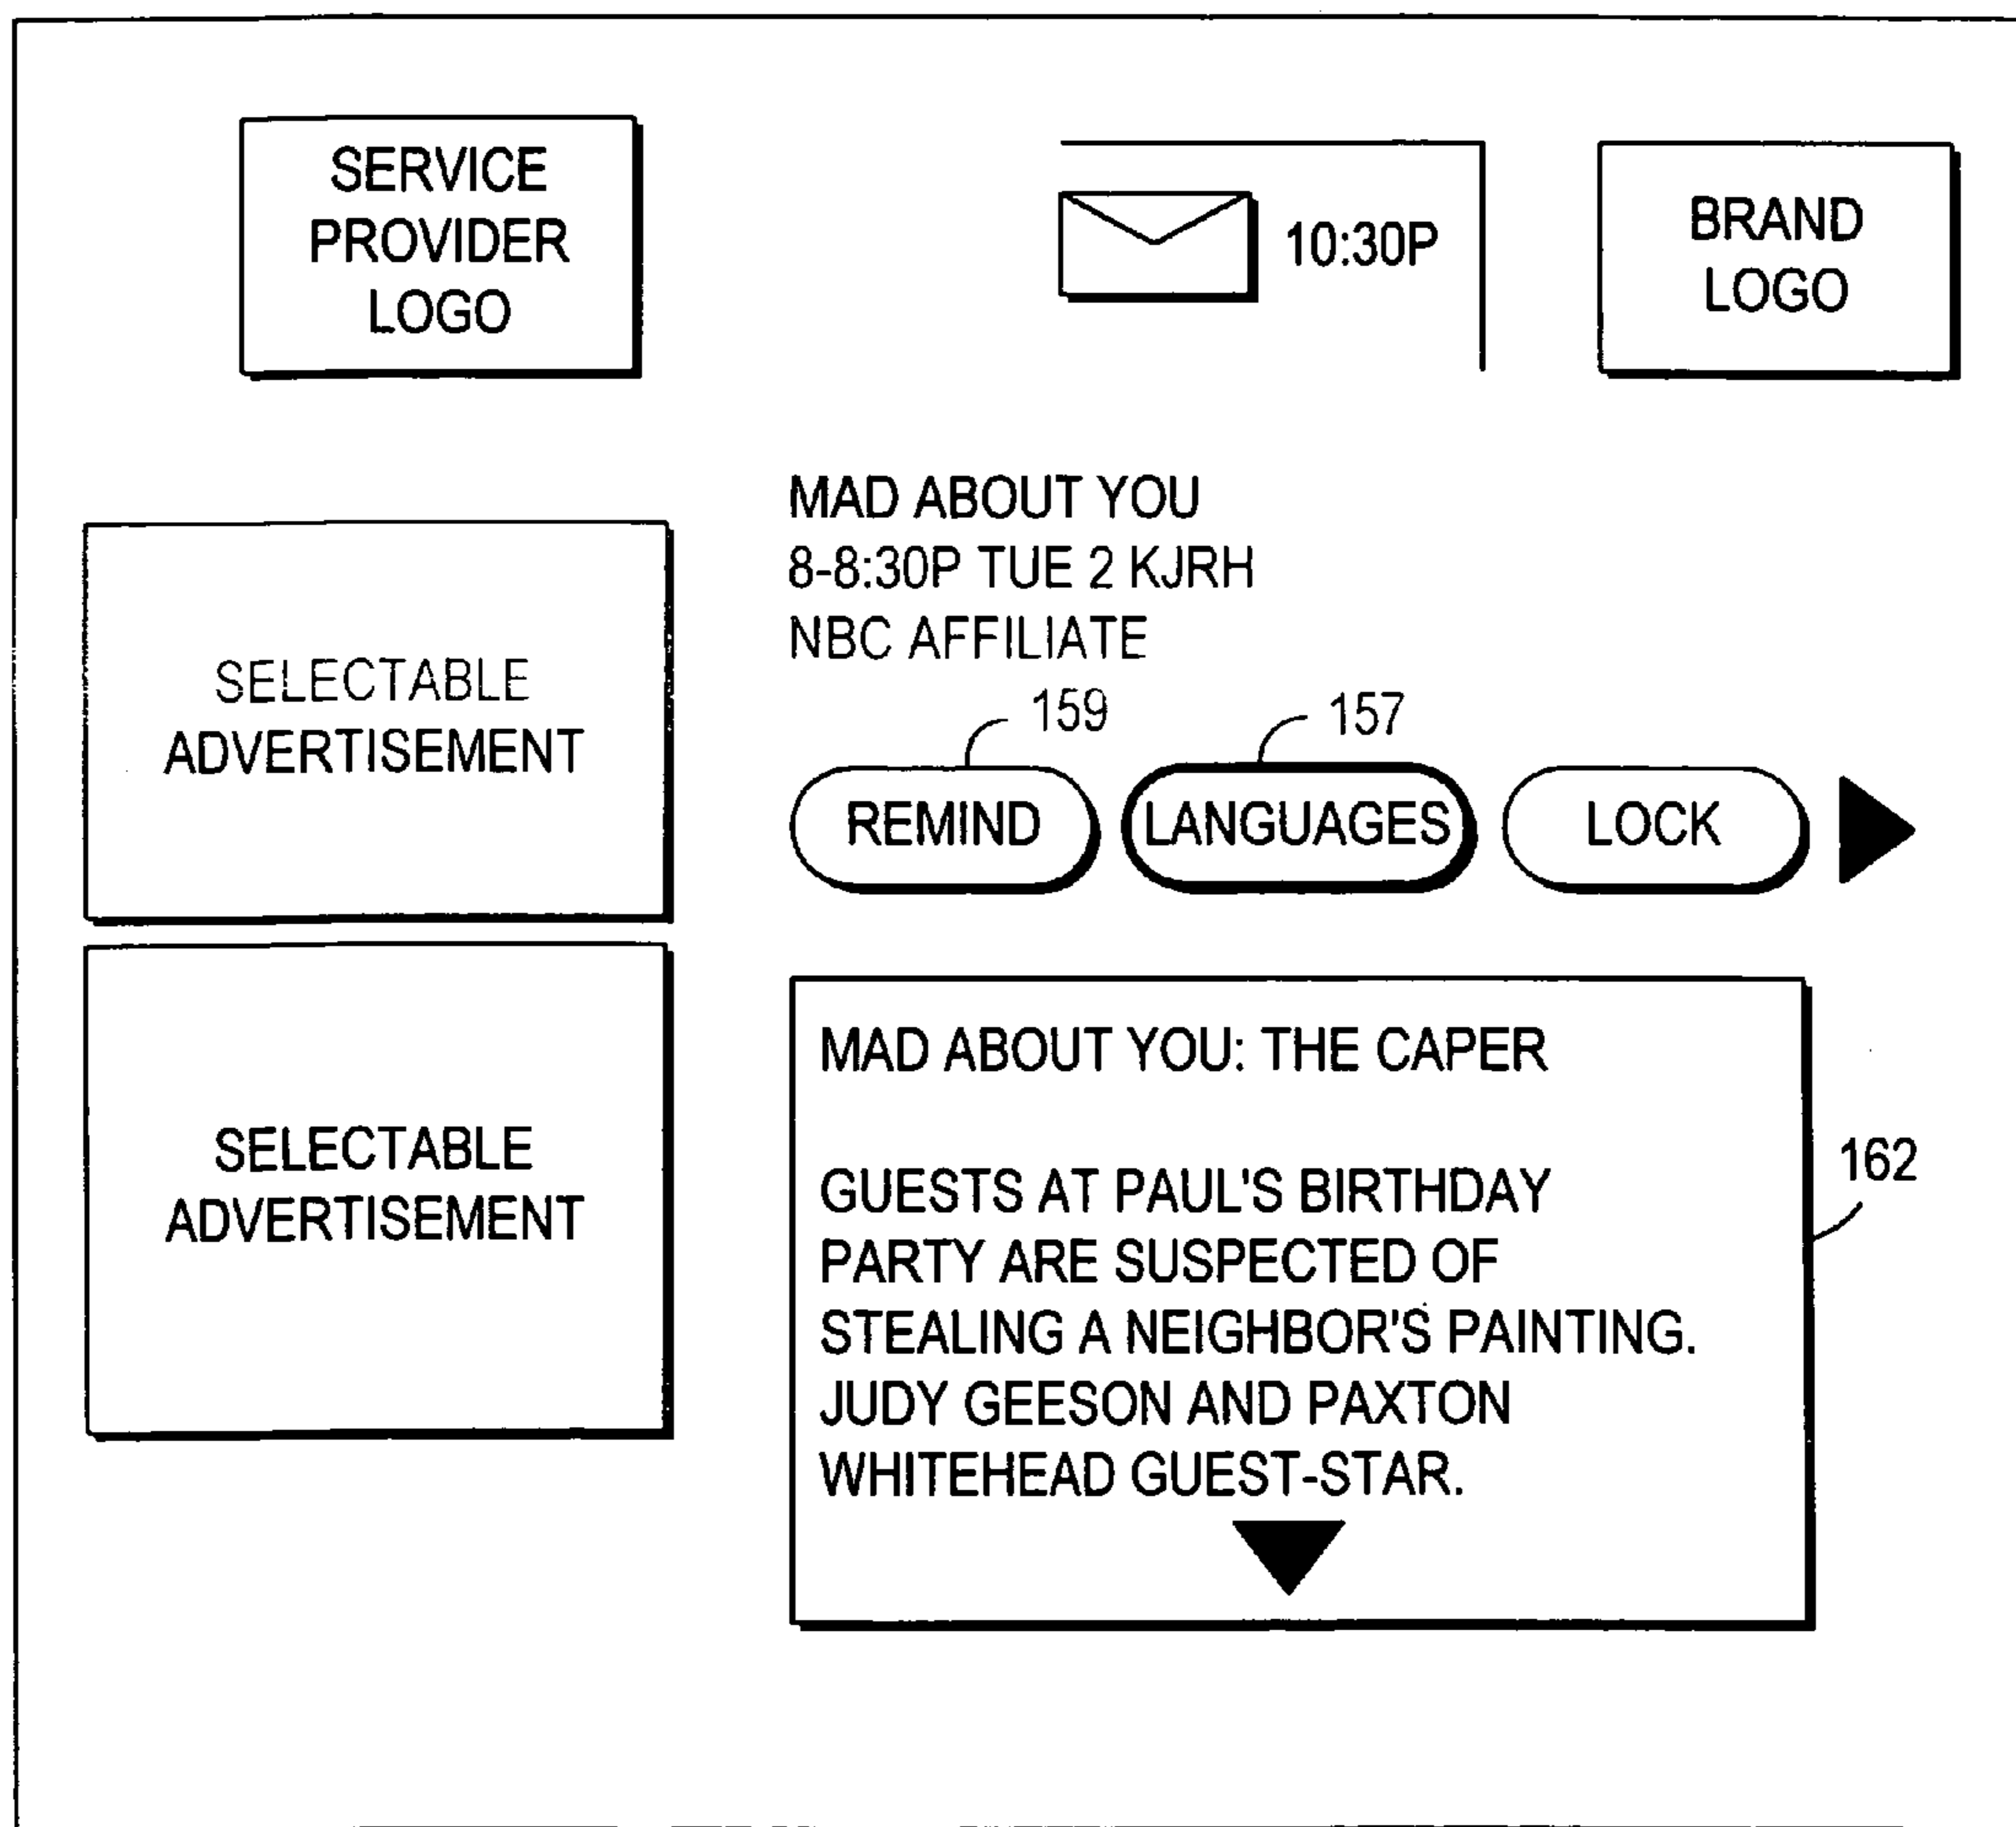 SERVICE
PROVIDER
LOGO
10:30P
BRAND
LOGO
SELECTABLE
ADVERTISEMENT
SELECTABLE
ADVERTISEMENT
MAD ABOUT YOU
8-8:30P TUE 2 KJRH
NBC AFFILIATE
159
157
REMIND
LANGUAGES
LOCK
MAD ABOUT YOU: THE CAPER
GUESTS AT PAUL'S BIRTHDAY
PARTY ARE SUSPECTED OF
STEALING A NEIGHBOR'S PAINTING.
JUDY GEESON AND PAXTON
WHITEHEAD GUEST-STAR.
162